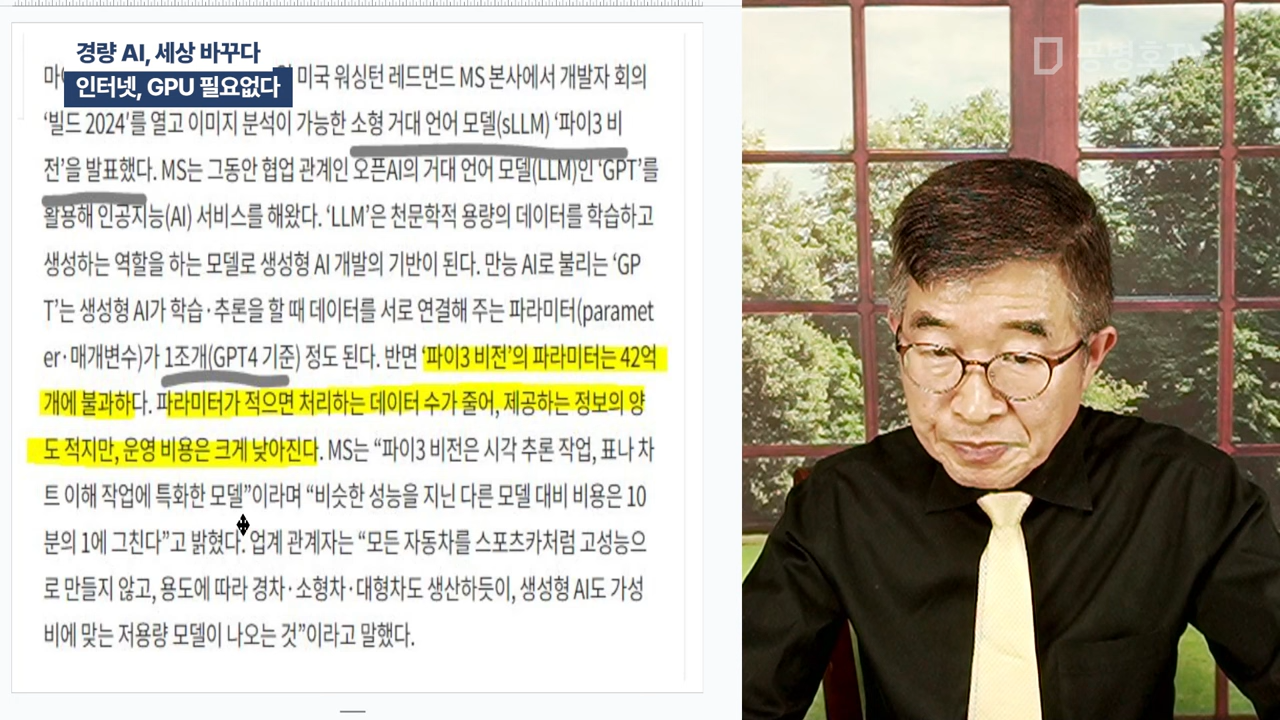 경량 AI, 세상 바꾸다
인터넷, GPU 필요없다
공병호TV
마 미국 워싱턴 레드먼드 MS 본사에서 개발자 회의
‘빌드 2024’를 열고 이미지 분석이 가능한 소형 거대 언어 모델(sLLM) ‘파이3 비
전’을 발표했다. MS는 그동안 협업 관계인 오픈AI의 거대 언어 모델(LLM)인 ‘GPT’를
활용해 인공지능(AI) 서비스를 해왔다. ‘LLM’은 천문학적 용량의 데이터를 학습하고
생성하는 역할을 하는 모델로 생성형 AI 개발의 기반이 된다. 만능 AI로 불리는 ‘GP
T’는 생성형 AI가 학습·추론을 할 때 데이터를 서로 연결해 주는 파라미터(paramet
er·매개변수)가 1조개(GPT4 기준) 정도 된다. 반면 ‘파이3 비전’의 파라미터는 42억
개에 불과하다. 파라미터가 적으면 처리하는 데이터 수가 줄어, 제공하는 정보의 양
도 적지만, 운영 비용은 크게 낮아진다. MS는 “파이3 비전은 시각 추론 작업, 표나 차
트 이해 작업에 특화한 모델”이라며 “비슷한 성능을 지닌 다른 모델 대비 비용은 10
분의 1에 그친다”고 밝혔다. 업계 관계자는 “모든 자동차를 스포츠카처럼 고성능으
로 만들지 않고, 용도에 따라 경차·소형차·대형차도 생산하듯이, 생성형 AI도 가성
비에 맞는 저용량 모델이 나오는 것”이라고 말했다.